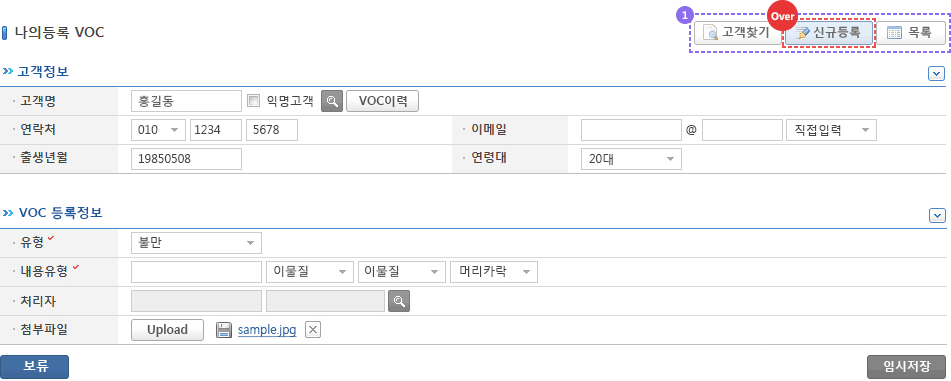 1 Over
나의등록 VOC 고객찾기 신규등록 목록
고객정보
고객명 홍길동 익명고객 VOC이력
연락처 010 1234 5678 이메일 @ 직접입력
출생년월 19850508 연령대 20대
VOC 등록정보
유형 불만
내용유형 이물질 이물질 머리카락
처리자
첨부파일 Upload sample.jpg
보류 임시저장